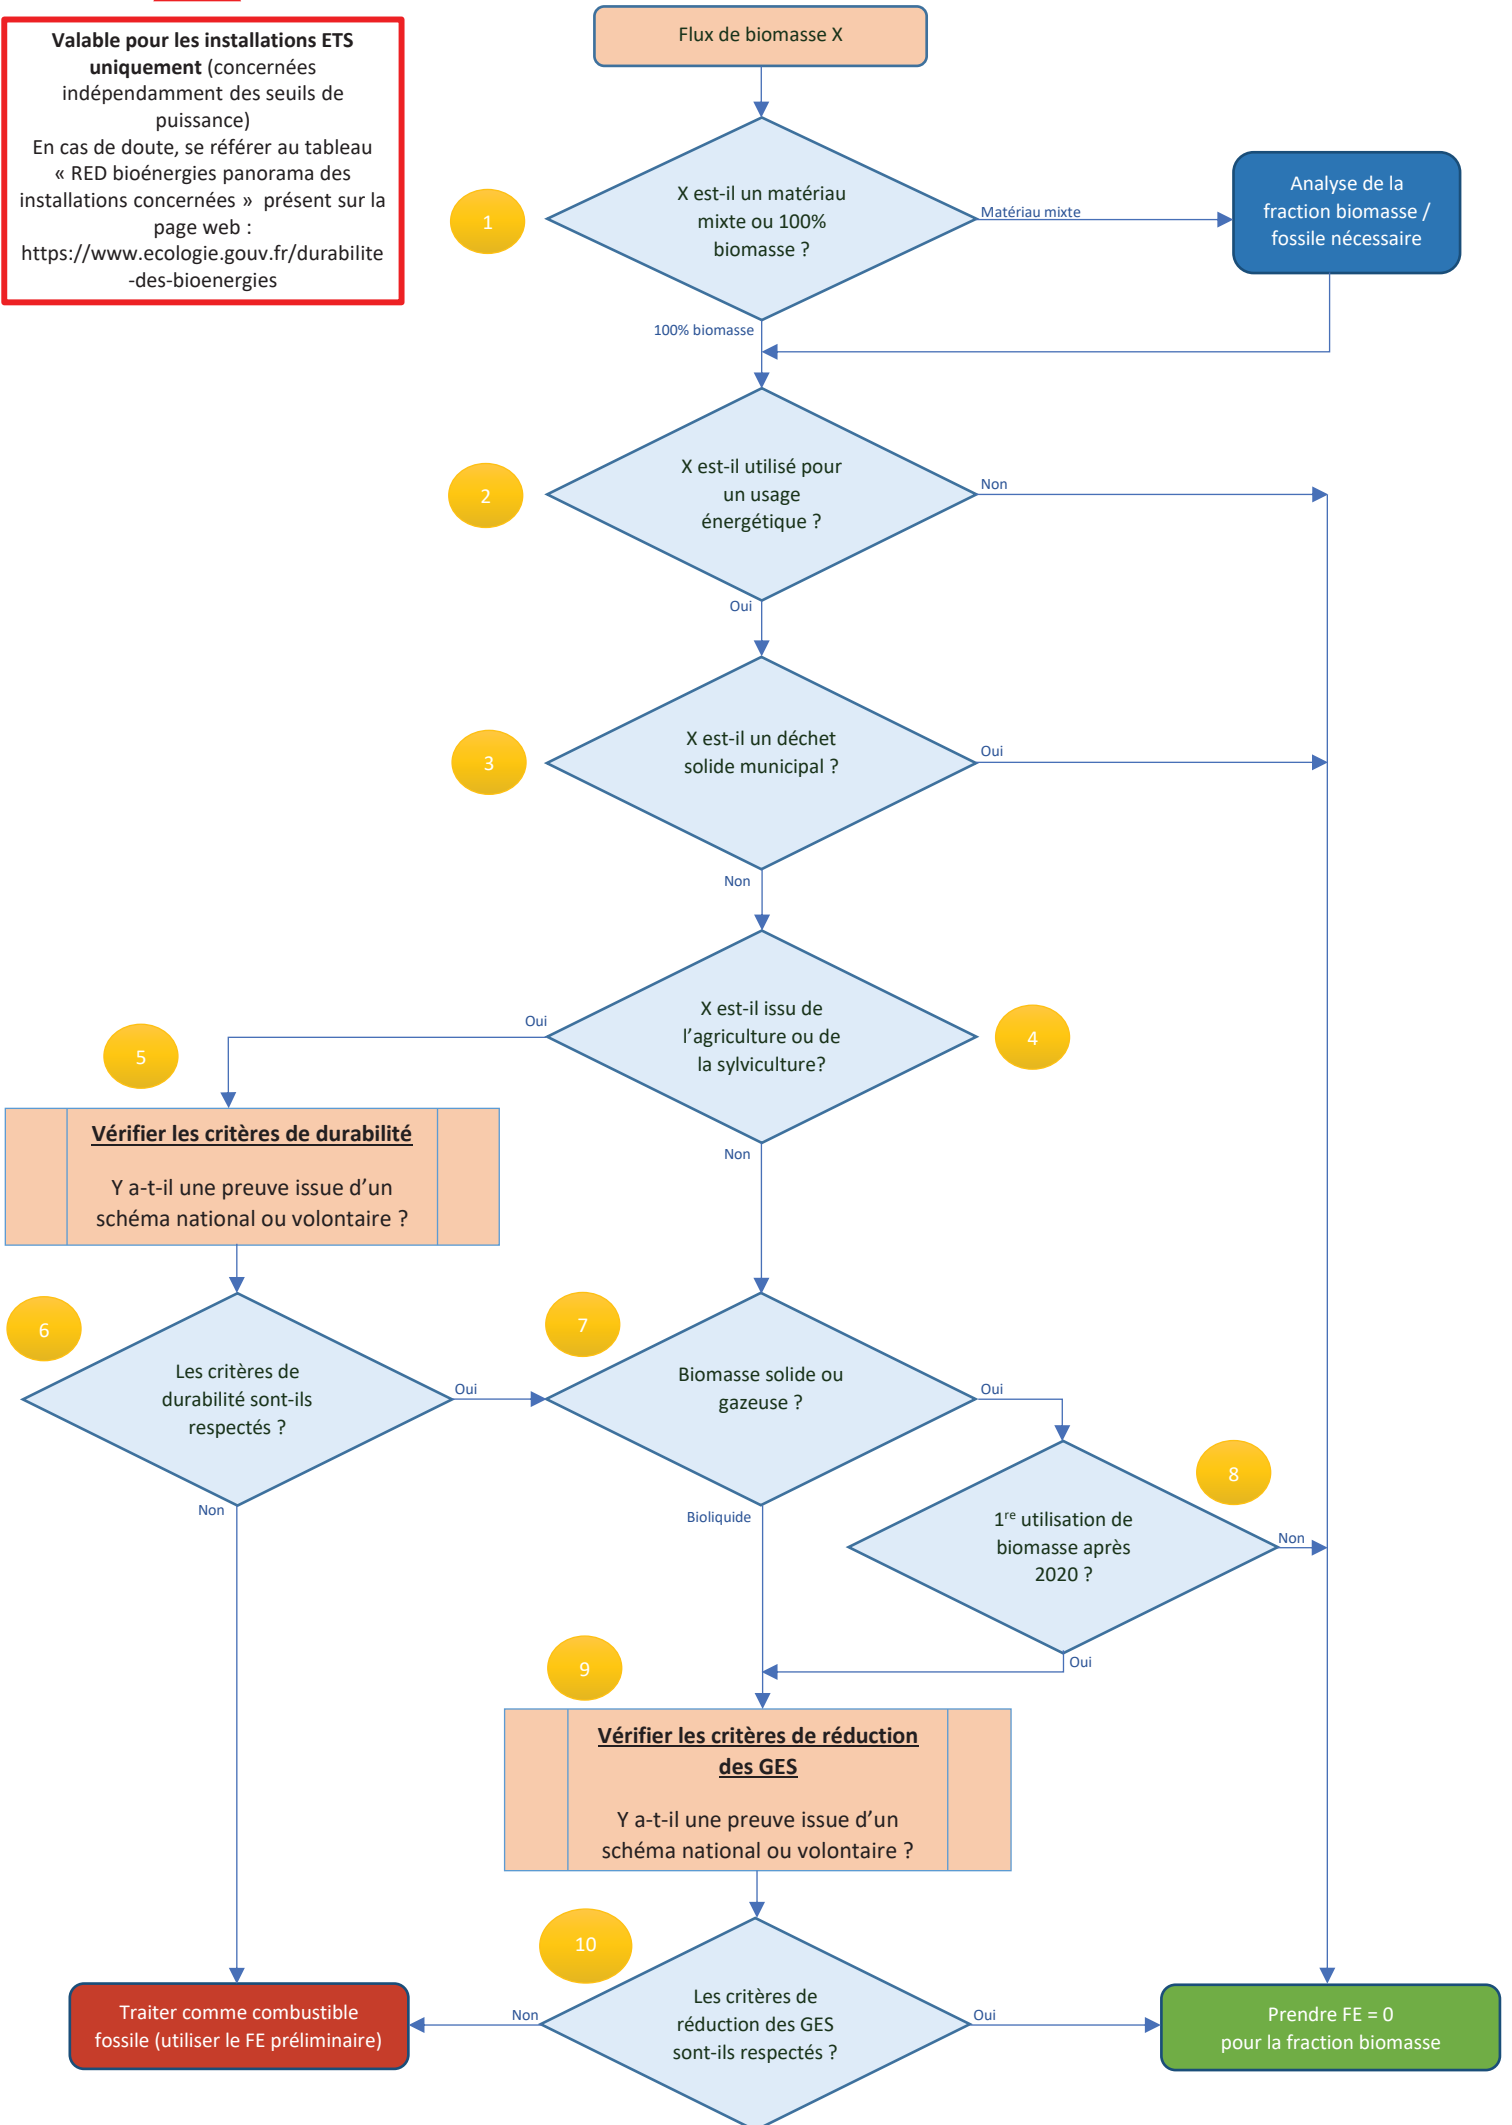 Valable pour les installations ETS
uniquement (concernées
indépendamment des seuils de
puissance)
En cas de doute, se référer au tableau
« RED bioénergies panorama des
installations concernées »  présent sur la
page web :
https://www.ecologie.gouv.fr/durabilite
-des-bioenergies
Flux de biomasse X
1
X est-il un matériau
mixte ou 100%
biomasse ?
Matériau mixte
Analyse de la
fraction biomasse /
fossile nécessaire
100% biomasse
2
X est-il utilisé pour
un usage
énergétique ?
Non
Oui
3
X est-il un déchet
solide municipal ?
Oui
Non
4
X est-il issu de
l’agriculture ou de
la sylviculture?
Oui
Non
5
Vérifier les critères de durabilité
Y a-t-il une preuve issue d’un
schéma national ou volontaire ?
6
Les critères de
durabilité sont-ils
respectés ?
Oui
Non
7
Biomasse solide ou
gazeuse ?
Oui
Bioliquide
8
1re utilisation de
biomasse après
2020 ?
Non
Oui
9
Vérifier les critères de réduction
des GES
Y a-t-il une preuve issue d’un
schéma national ou volontaire ?
10
Les critères de
réduction des GES
sont-ils respectés ?
Non
Oui
Traiter comme combustible
fossile (utiliser le FE préliminaire)
Prendre FE = 0
pour la fraction biomasse